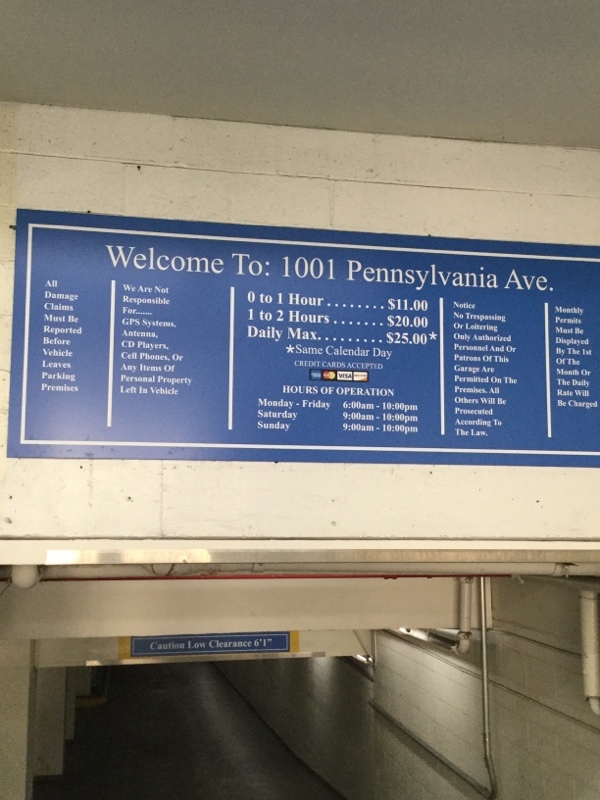 Welcome To: 1001 Pennsylvania Ave.
All
Damage
Claims
Must Be
Reported
Before
Vehicle
Leaves
Parking
Premises
We Are Not
Responsible
For.......
GPS Systems,
Antenna,
CD Players,
Cell Phones, Or
Any Items Of
Personal Property
Left In Vehicle
0 to 1 Hour ........ $11.00
1 to 2 Hours ....... $20.00
Daily Max.......... $25.00*
*Same Calendar Day
CREDIT CARDS ACCEPTED
VISA
HOURS OF OPERATION
Monday - Friday 6:00am - 10:00pm
Saturday 9:00am - 10:00pm
Sunday 9:00am - 10:00pm
Notice
No Trespassing
Or Loitering
Only Authorized
Personnel And Or
Patrons Of This
Garage Are
Permitted On The
Premises. All
Others Will Be
Prosecuted
According To
The Law.
Monthly
Permits
Must Be
Displayed
By The 1st
Of The
Month Or
The Daily
Rate Will
Be Charged
Caution Low Clearance 6'1"